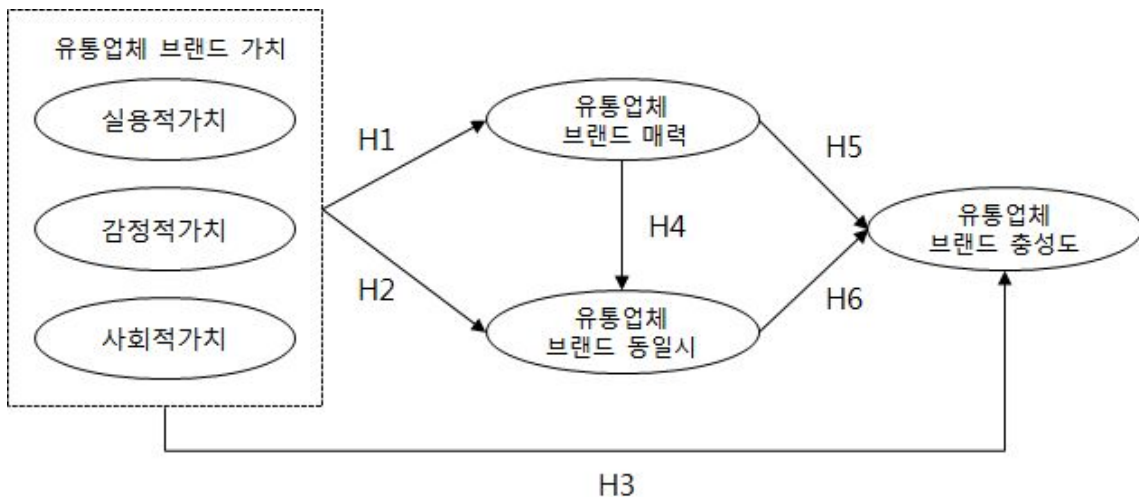 유통업체 브랜드 가치
실용적가치
감정적가치
사회적가치
H1
H2
유통업체
브랜드 매력
H4
유통업체
브랜드 동일시
H5
H6
유통업체
브랜드 충성도
H3